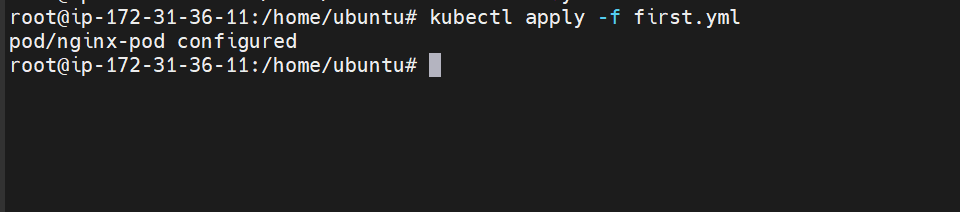 root@ip-172-31-36-11:/home/ubuntu# kubectl apply -f first.yml
pod/nginx-pod configured
root@ip-172-31-36-11:/home/ubuntu#